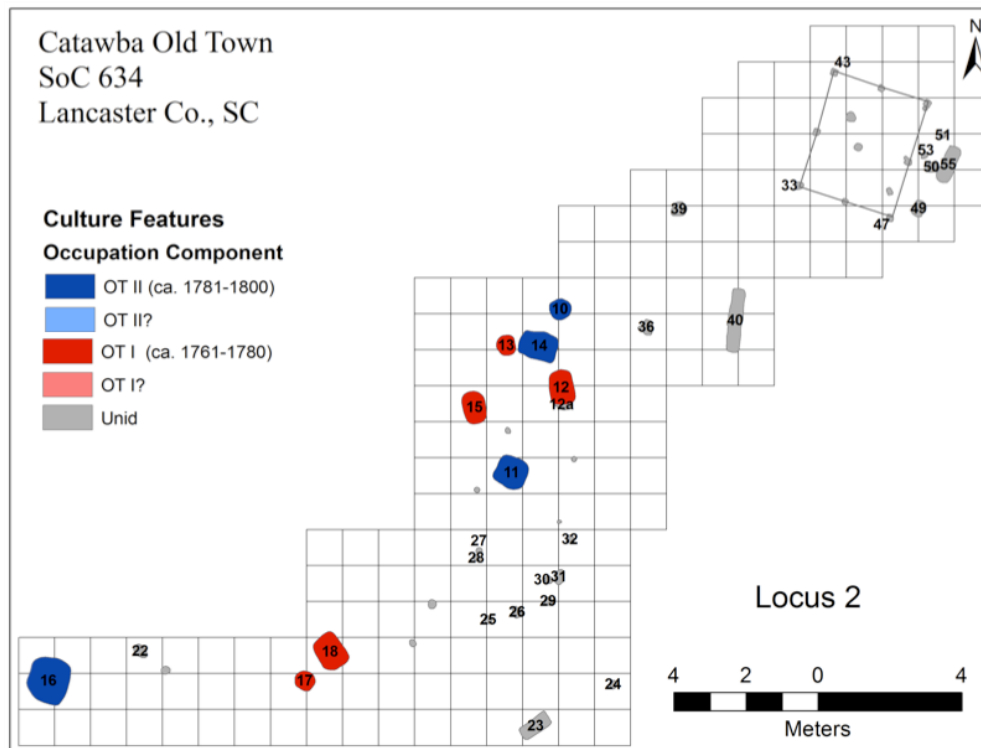 Catawba Old Town
SoC 634
Lancaster Co., SC
N
Culture Features
Occupation Component
OT II (ca. 1781-1800)
OT II?
OT I (ca. 1761-1780)
OT I?
Unid
43
51
53
50 55
33
39
49
47
10
36
40
13
14
12
12a
15
11
27
32
28
30 31
29
26
25
22
18
16
17
24
23
Locus 2
4 2 0 4
Meters